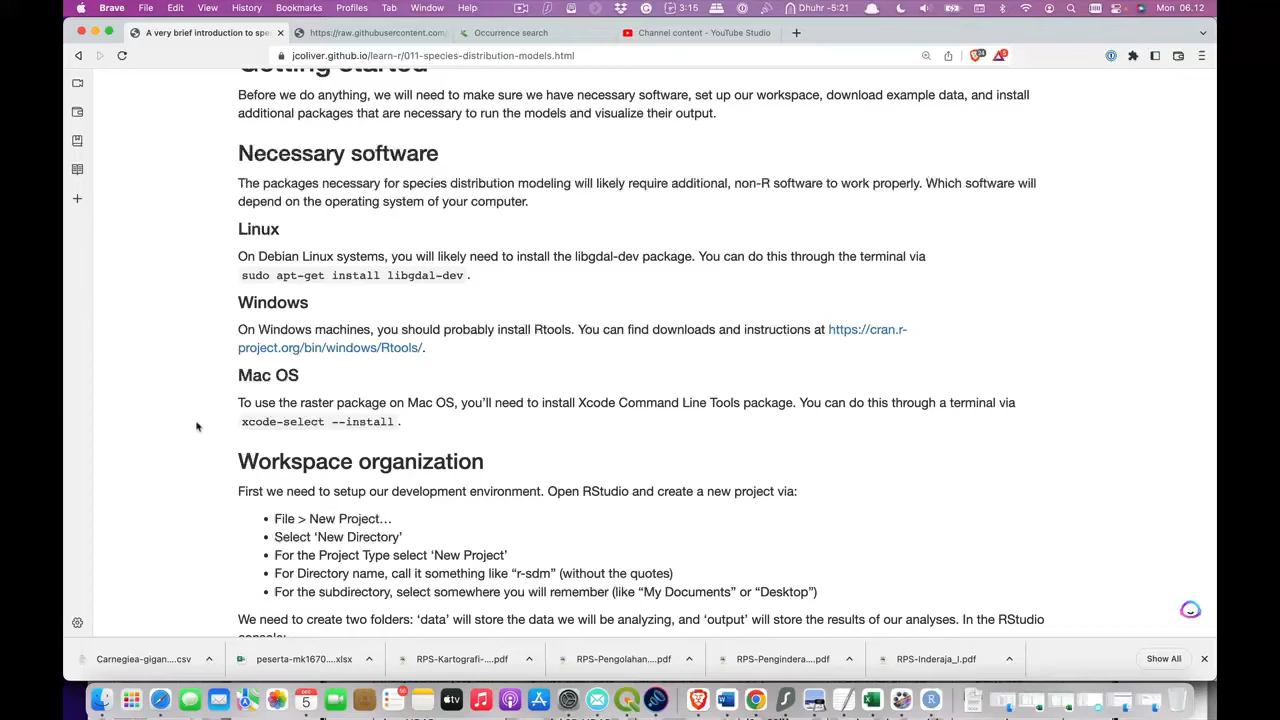 Brave File Edit View History Bookmarks Profiles Tab Window Help 3:15 Dhuhr -5:21 Mon 06.12
A very brief introduction to spe https://raw.githubusercontent.com, Occurrence search Channel content - YouTube Studio
jcoliver.github.io/learn-r/011-species-distribution-models.html
Getting started
Before we do anything, we will need to make sure we have necessary software, set up our workspace, download example data, and install
additional packages that are necessary to run the models and visualize their output.
Necessary software
The packages necessary for species distribution modeling will likely require additional, non-R software to work properly. Which software will
depend on the operating system of your computer.
Linux
On Debian Linux systems, you will likely need to install the libgdal-dev package. You can do this through the terminal via
sudo apt-get install libgdal-dev.
Windows
On Windows machines, you should probably install Rtools. You can find downloads and instructions at https://cran.r-
project.org/bin/windows/Rtools/.
Mac OS
To use the raster package on Mac OS, you’ll need to install Xcode Command Line Tools package. You can do this through a terminal via
xcode-select --install.
Workspace organization
First we need to setup our development environment. Open RStudio and create a new project via:
• File > New Project…
• Select ‘New Directory’
• For the Project Type select ‘New Project’
• For Directory name, call it something like “r-sdm” (without the quotes)
• For the subdirectory, select somewhere you will remember (like “My Documents” or “Desktop”)
We need to create two folders: ‘data’ will store the data we will be analyzing, and ‘output’ will store the results of our analyses. In the RStudio
console:
Carnegiea-gigan....csv peserta-mk1670....xlsx RPS-Kartografi-....pdf RPS-Pengolahan....pdf RPS-Pengindera....pdf RPS-Inderaja_I.pdf Show All